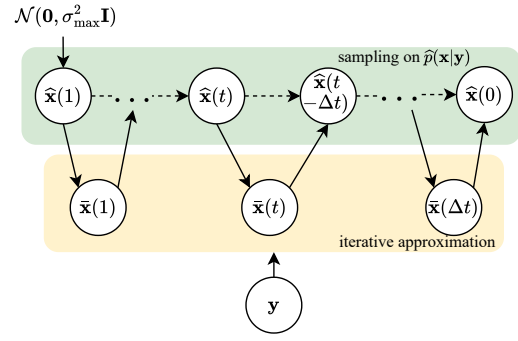 𝒩(𝟎, σ²_max 𝐈)
sampling on p̂(𝐱|𝐲)
𝐱̂(1)
...
𝐱̂(t)
𝐱̂(t
−Δt)
...
𝐱̂(0)
𝐱̄(1)
𝐱̄(t)
𝐱̄(Δt)
iterative approximation
𝐲